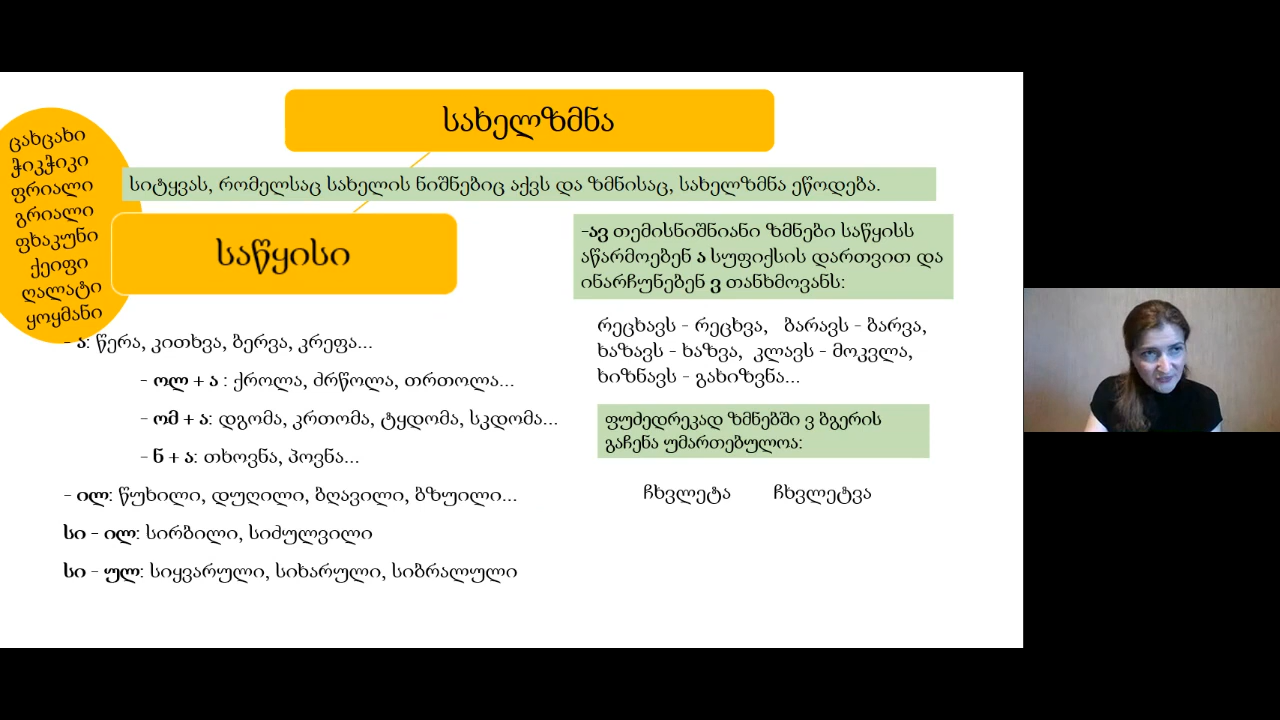 სახელზმნა
სიტყვას, რომელსაც სახელის ნიშნებიც აქვს და ზმნისაც, სახელზმნა ეწოდება.
ცახცახი
ჭიკჭიკი
ფრიალი
გრიალი
ფხაკუნი
ქეიფი
ღალატი
ყოყმანი
საწყისი
- ა: წერა, კითხვა, ბერვა, კრეფა...
- ოლ + ა : ქროლა, ძრწოლა, თრთოლა...
- ომ + ა: დგომა, კრთომა, ტყდომა, სკდომა...
- ნ + ა: თხოვნა, პოვნა...
- ილ: წუხილი, დუღილი, ბღავილი, ბზუილი...
სი - ილ: სირბილი, სიძულვილი
სი - ულ: სიყვარული, სიხარული, სიბრალული
-ავ თემისნიშნიანი ზმნები საწყისს
აწარმოებენ ა სუფიქსის დართვით და
ინარჩუნებენ ვ თანხმოვანს:
რეცხავს - რეცხვა, ბარავს - ბარვა,
ხაზავს - ხაზვა, კლავს - მოკვლა,
ხიზნავს - გახიზვნა...
ფუძედრეკად ზმნებში ვ ბგერის
გაჩენა უმართებულოა:
ჩხვლეტა ჩხვლეტვა